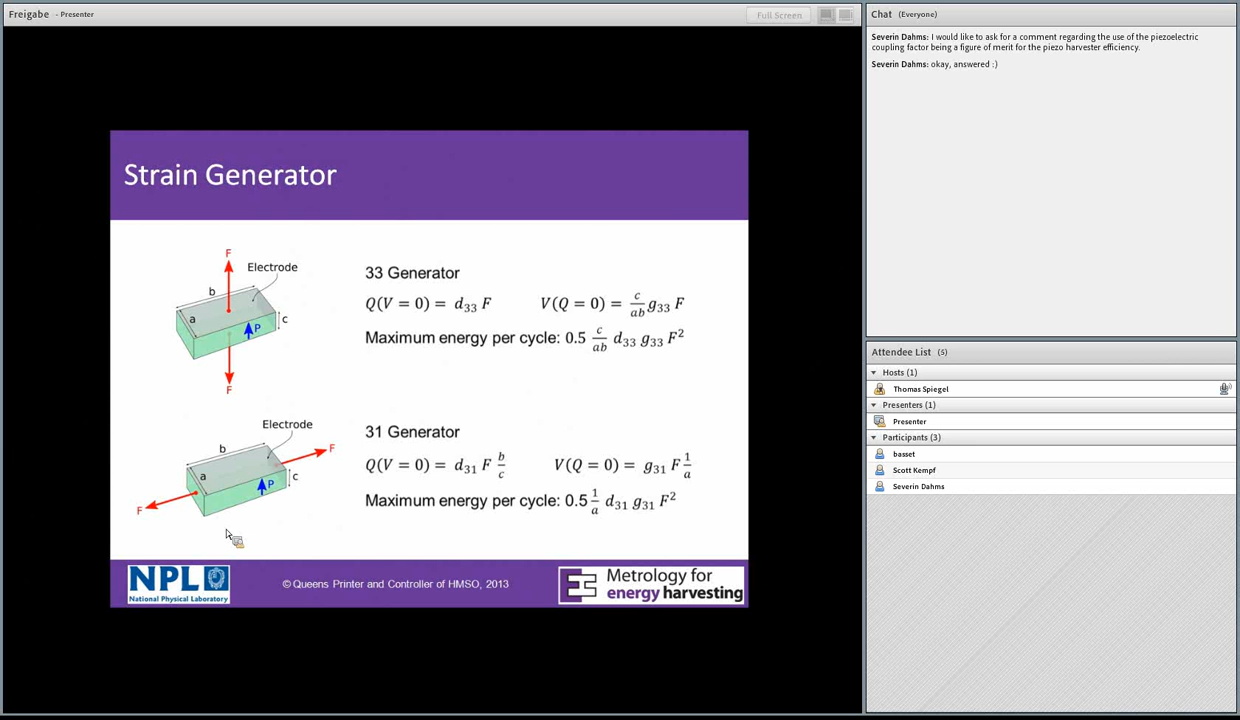 Freigabe - Presenter
Full Screen
Strain Generator
F
Electrode
b
a
P
c
F
33 Generator
Q(V = 0) = d33 F
V(Q = 0) = c/ab g33 F
Maximum energy per cycle: 0.5 c/ab d33 g33 F²
Electrode
b
F
a
P
c
F
31 Generator
Q(V = 0) = d31 F b/c
V(Q = 0) = g31 F 1/a
Maximum energy per cycle: 0.5 1/a d31 g31 F²
NPL
National Physical Laboratory
© Queens Printer and Controller of HMSO, 2013
Metrology for
energy harvesting
Chat (Everyone)
Severin Dahms: I would like to ask for a comment regarding the use of the piezoelectric
coupling factor being a figure of merit for the piezo harvester efficiency.
Severin Dahms: okay, answered :)
Attendee List (5)
Hosts (1)
Thomas Spiegel
Presenters (1)
Presenter
Participants (3)
basset
Scott Kempf
Severin Dahms